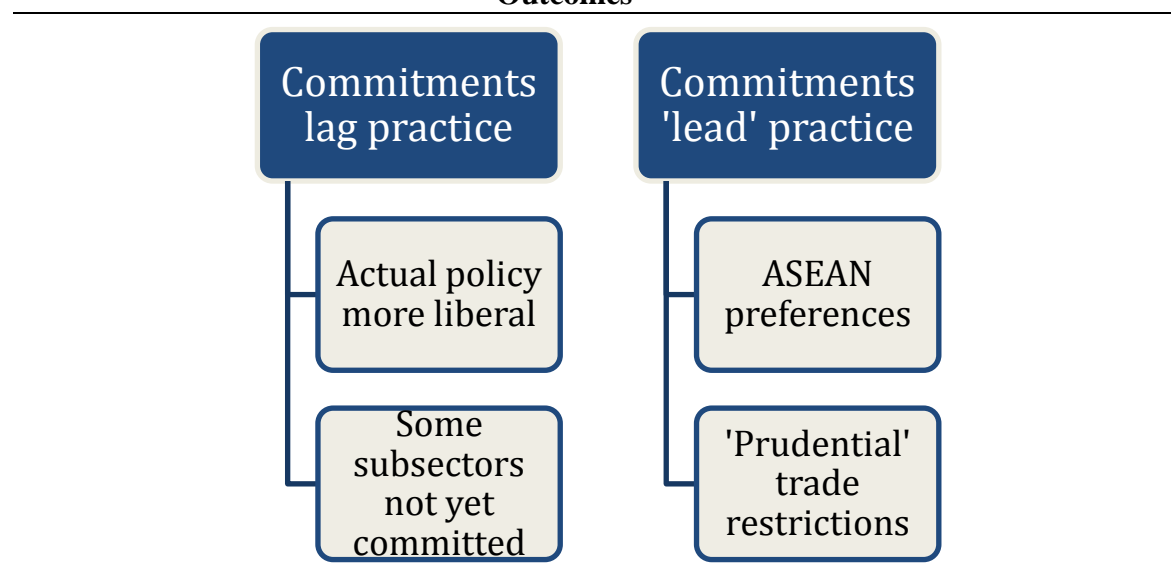 Outcomes
Commitments
lag practice
Actual policy
more liberal
Some
subsectors
not yet
committed
Commitments
'lead' practice
ASEAN
preferences
'Prudential'
trade
restrictions